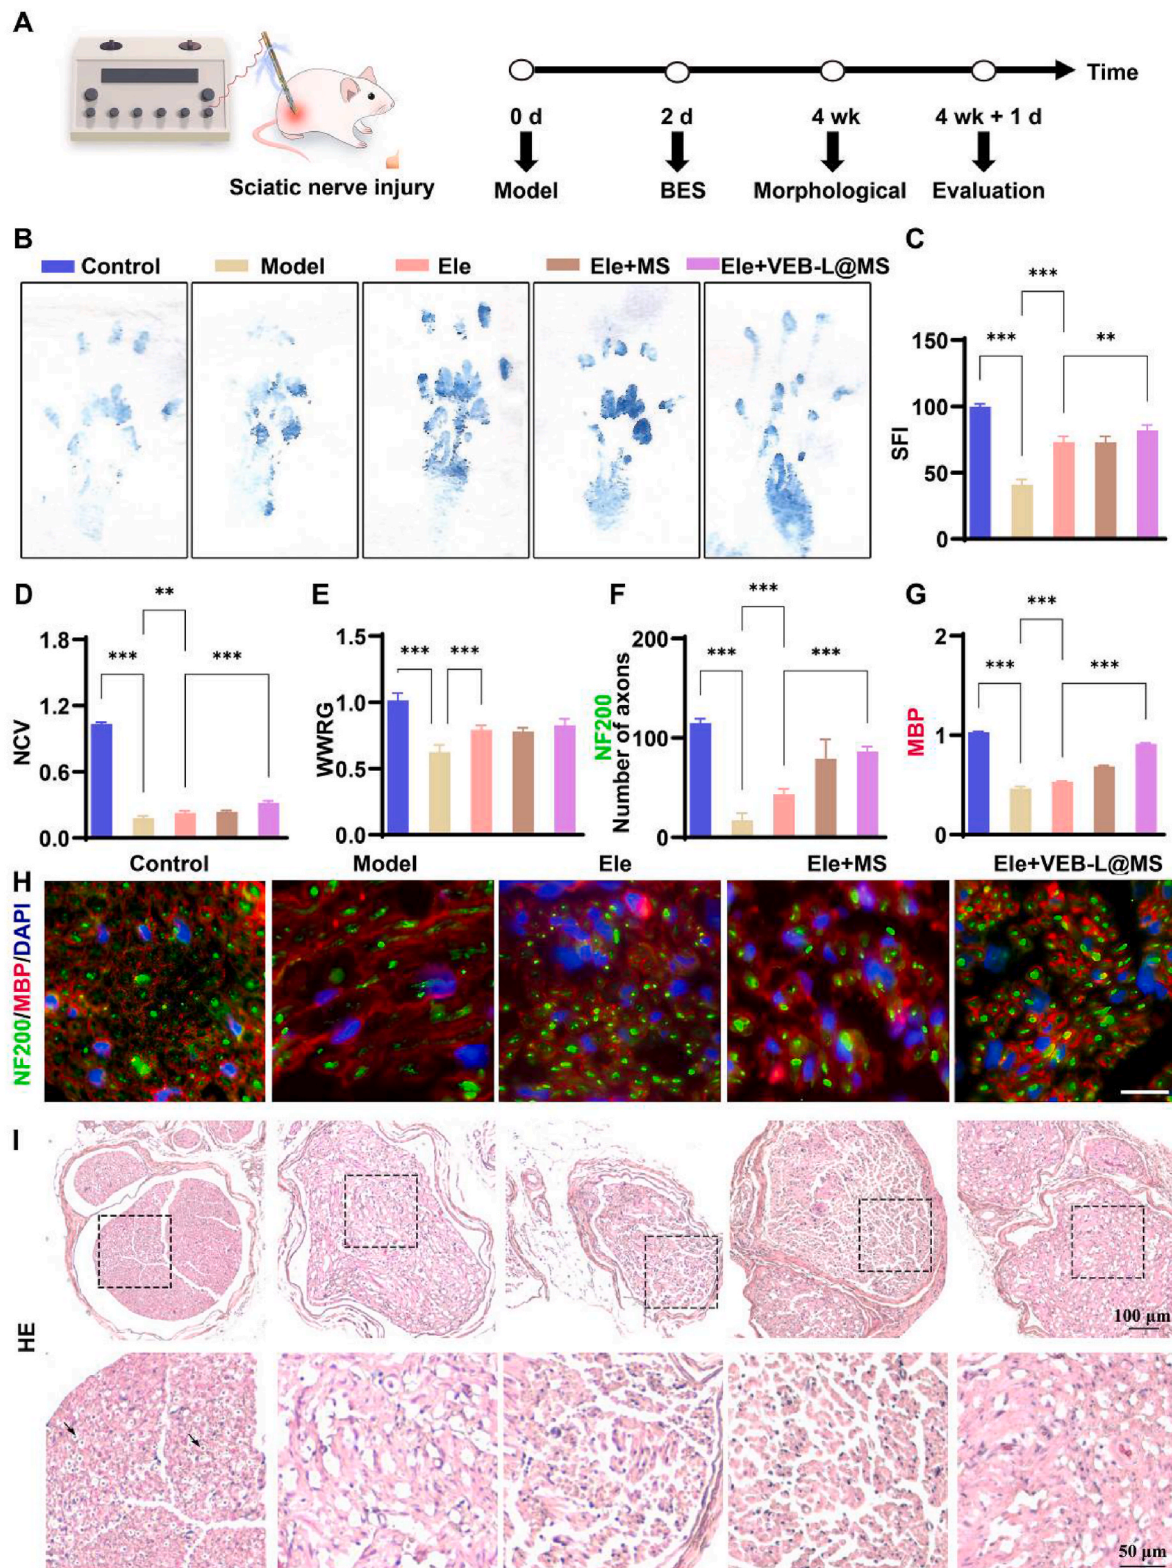 A
Time
0 d 2 d 4 wk 4 wk + 1 d
Sciatic nerve injury
Model BES Morphological Evaluation
B
Control Model Ele Ele+MS Ele+VEB-L@MS
C
***
*** **
150
100
50
0
SFI
D
**
*** ***
1.8
1.2
0.6
0.0
NCV
E
*** ***
1.5
1.0
0.5
0.0
WWRG
F
***
*** ***
200
100
0
NF200
Number of axons
G
***
*** ***
2
1
0
MBP
Control Model Ele Ele+MS Ele+VEB-L@MS
H
NF200/MBP/DAPI
I
100 μm
HE
50 μm